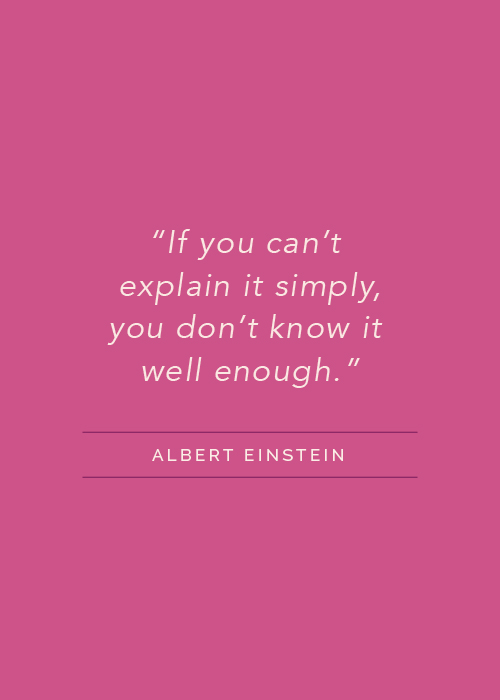 “If you can’t
explain it simply,
you don’t know it
well enough.”
ALBERT EINSTEIN